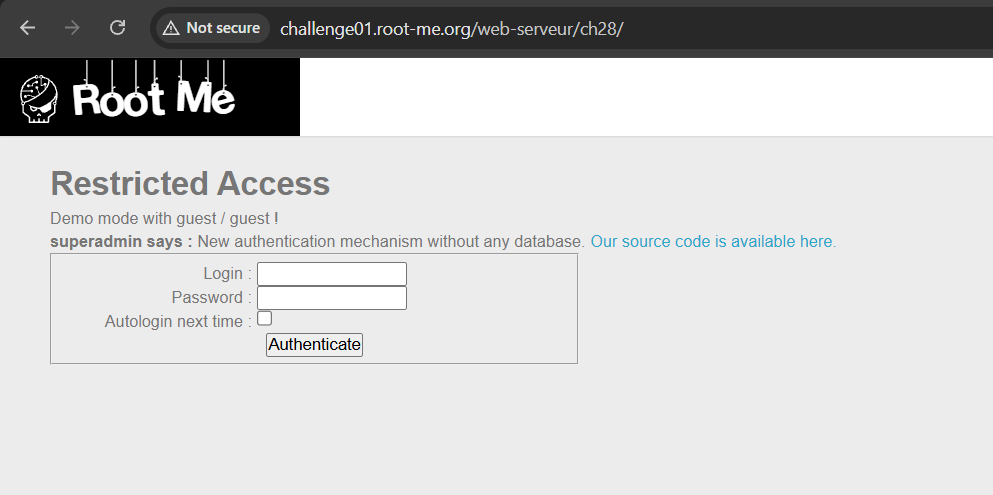 Not secure challenge01.root-me.org/web-serveur/ch28/
Root Me
Restricted Access
Demo mode with guest / guest !
superadmin says : New authentication mechanism without any database. Our source code is available here.
Login :
Password :
Autologin next time :
Authenticate